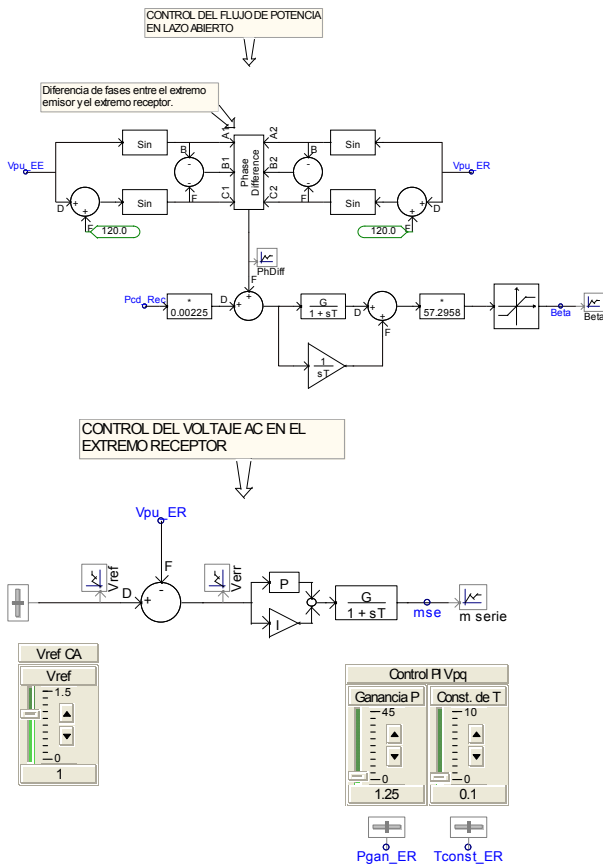 CONTROL DEL FLUJO DE POTENCIA
EN LAZO ABIERTO
Diferencia de fases entre el extremo
emisor y el extremo receptor.
Vpu_EE
Sin
Sin
D
+
+
F
120.0
B
-
-
F
A1
B1
C1
Phase
Difference
A2
B2
C2
B
-
-
F
Sin
Sin
Vpu_ER
D
+
+
F
120.0
PhDiff
F
Pcd_Rec
*
0.00225
D
+
+
G
1 + sT
D
+
+
F
1
sT
*
57.2958
Beta
Beta
CONTROL DEL VOLTAJE AC EN EL
EXTREMO RECEPTOR
Vpu_ER
F
Vref
D
+
-
Verr
P
I
G
1 + sT
mse
m serie
Vref CA
Vref
1.5
0
1
Control PI Vpq
Ganancia P
45
0
1.25
Const. de T
10
0
0.1
Pgan_ER
Tconst_ER